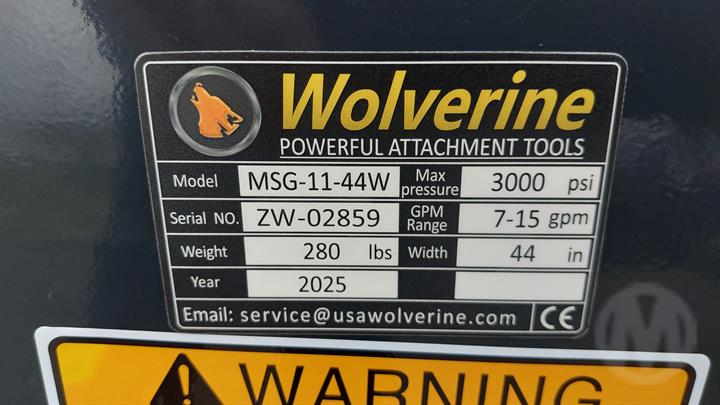 Wolverine
POWERFUL ATTACHMENT TOOLS
Model MSG-11-44W Max pressure 3000 psi
Serial NO. ZW-02859 GPM Range 7-15 gpm
Weight 280 lbs Width 44 in
Year 2025
Email: service@usawolverine.com CE
WARNING
M